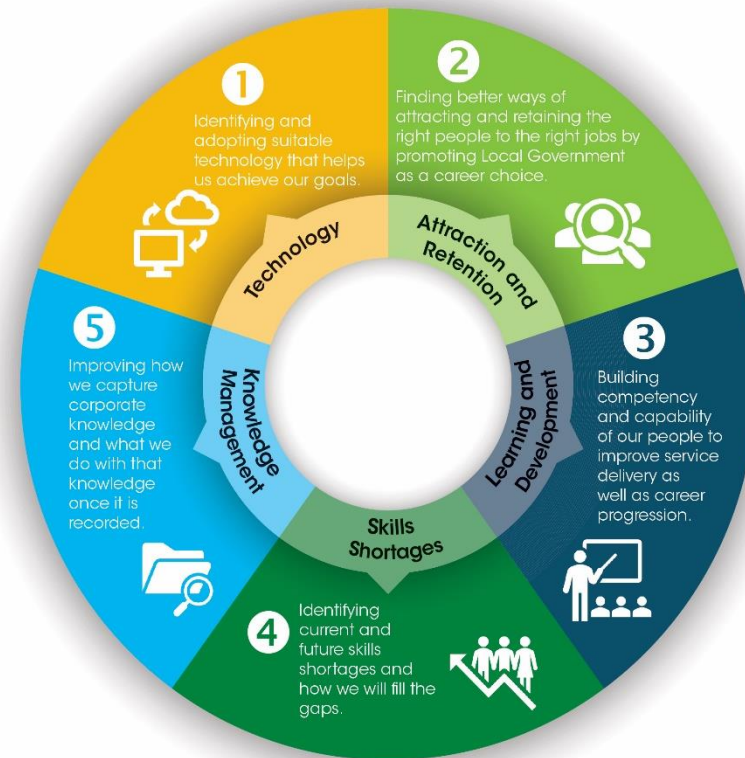 1
Identifying and
adopting suitable
technology that helps
us achieve our goals.
Technology
2
Finding better ways of
attracting and retaining the
right people to the right jobs by
promoting Local Government
as a career choice.
Attraction and
Retention
3
Building
competency
and capability
of our people to
improve service
delivery as
well as career
progression.
Learning and
Development
4
Identifying
current and
future skills
shortages and
how we will fill the
gaps.
Skills
Shortages
5
Improving how
we capture
corporate
knowledge
and what we
do with that
knowledge
once it is
recorded.
Knowledge
Management